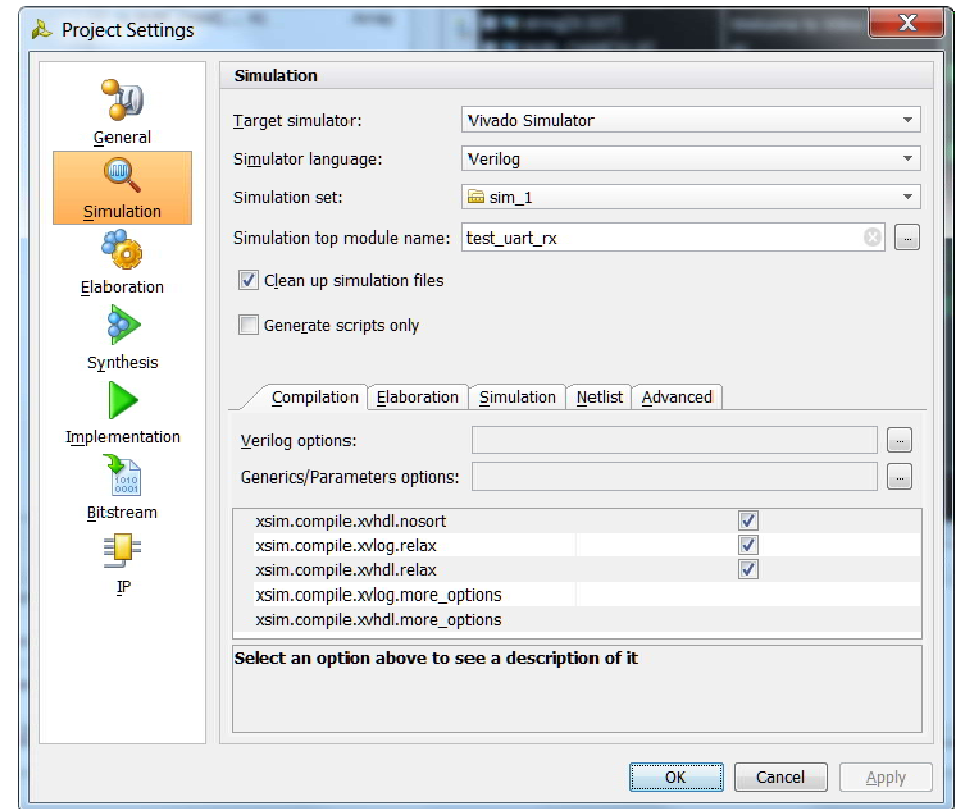 Project Settings
General
Simulation
Elaboration
Synthesis
Implementation
Bitstream
IP
Simulation
Target simulator: Vivado Simulator
Simulator language: Verilog
Simulation set: sim_1
Simulation top module name: test_uart_rx ...
Clean up simulation files
Generate scripts only
Compilation Elaboration Simulation Netlist Advanced
Verilog options: ...
Generics/Parameters options: ...
xsim.compile.xvhdl.nosort
xsim.compile.xvlog.relax
xsim.compile.xvhdl.relax
xsim.compile.xvlog.more_options
xsim.compile.xvhdl.more_options
Select an option above to see a description of it
OK Cancel Apply